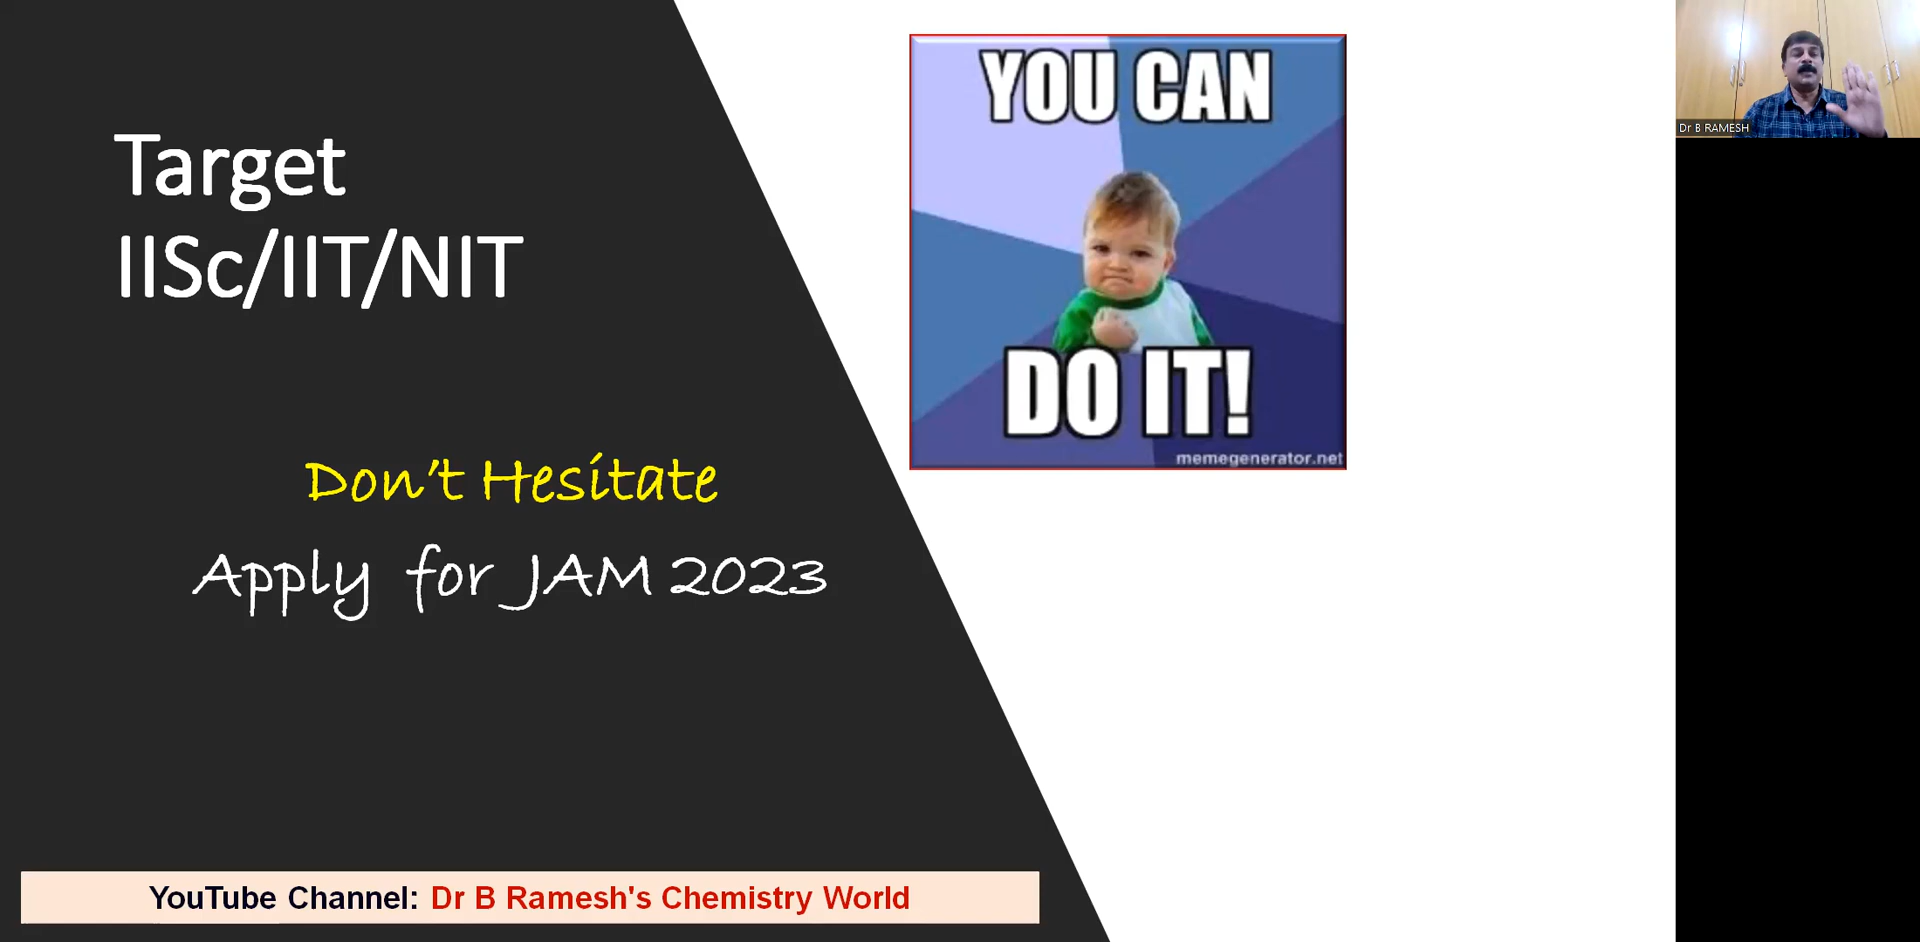 Target
IISc/IIT/NIT
Don't Hesitate
Apply for JAM 2023
YOU CAN
DO IT!
memegenerator.net
YouTube Channel: Dr B Ramesh's Chemistry World
Dr B RAMESH